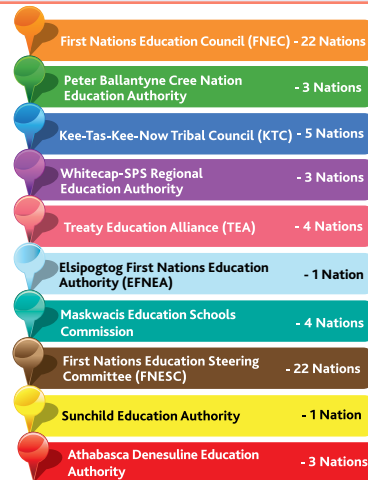 First Nations Education Council (FNEC) - 22 Nations
Peter Ballantyne Cree Nation
Education Authority - 3 Nations
Kee-Tas-Kee-Now Tribal Council (KTC) - 5 Nations
Whitecap-SPS Regional
Education Authority - 3 Nations
Treaty Education Alliance (TEA) - 4 Nations
Elsipogtog First Nations Education
Authority (EFNEA) - 1 Nation
Maskwacis Education Schools
Commission - 4 Nations
First Nations Education Steering
Committee (FNESC) - 22 Nations
Sunchild Education Authority - 1 Nation
Athabasca Denesuline Education
Authority - 3 Nations